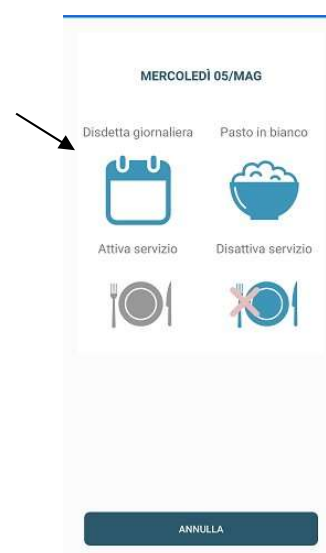 MERCOLEDÌ 05/MAG
Disdetta giornaliera Pasto in bianco
Attiva servizio Disattiva servizio
ANNULLA